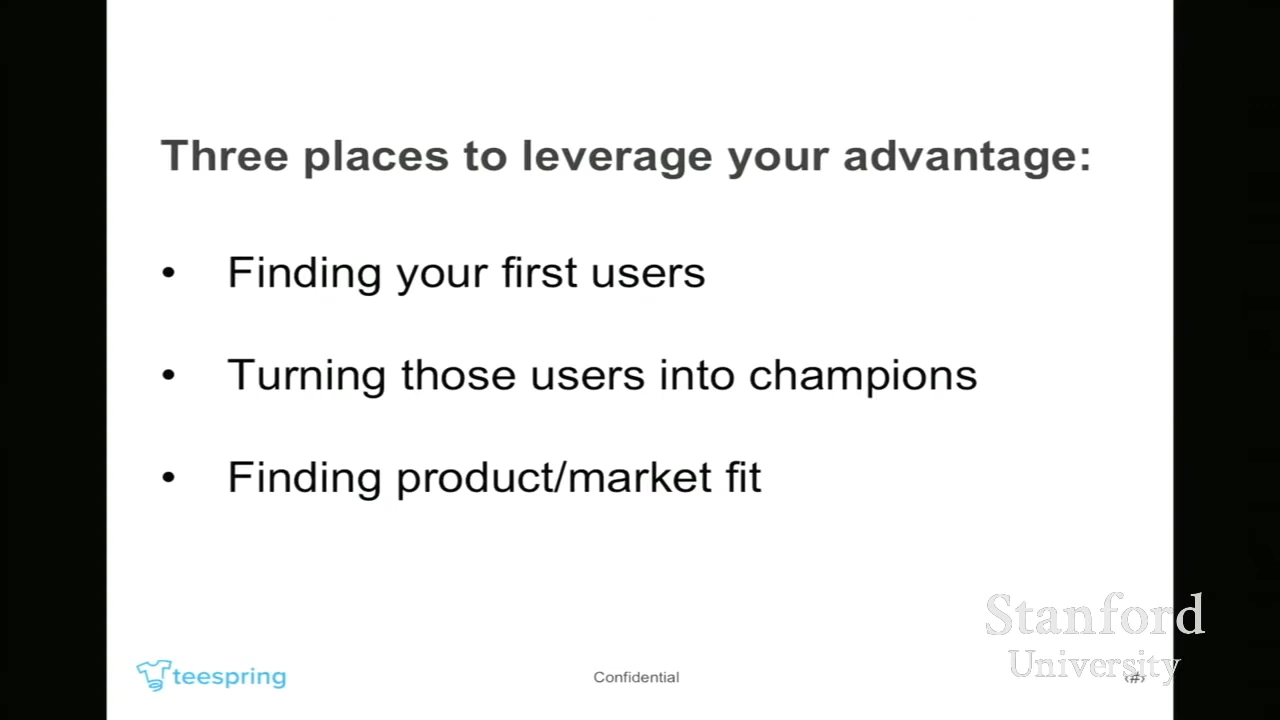 Three places to leverage your advantage:
• Finding your first users
• Turning those users into champions
• Finding product/market fit
Stanford
University
teespring
Confidential
‹#›